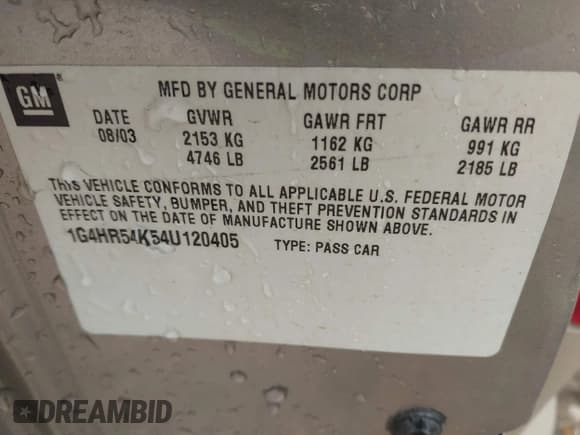 GM®
MFD BY GENERAL MOTORS CORP
DATE GVWR GAWR FRT GAWR RR
08/03 2153 KG 1162 KG 991 KG
4746 LB 2561 LB 2185 LB
THIS VEHICLE CONFORMS TO ALL APPLICABLE U.S. FEDERAL MOTOR
VEHICLE SAFETY, BUMPER, AND THEFT PREVENTION STANDARDS IN
EFFECT ON THE DATE OF MANUFACTURE SHOWN ABOVE.
1G4HR54K54U120405 TYPE: PASS CAR
DREAMBID